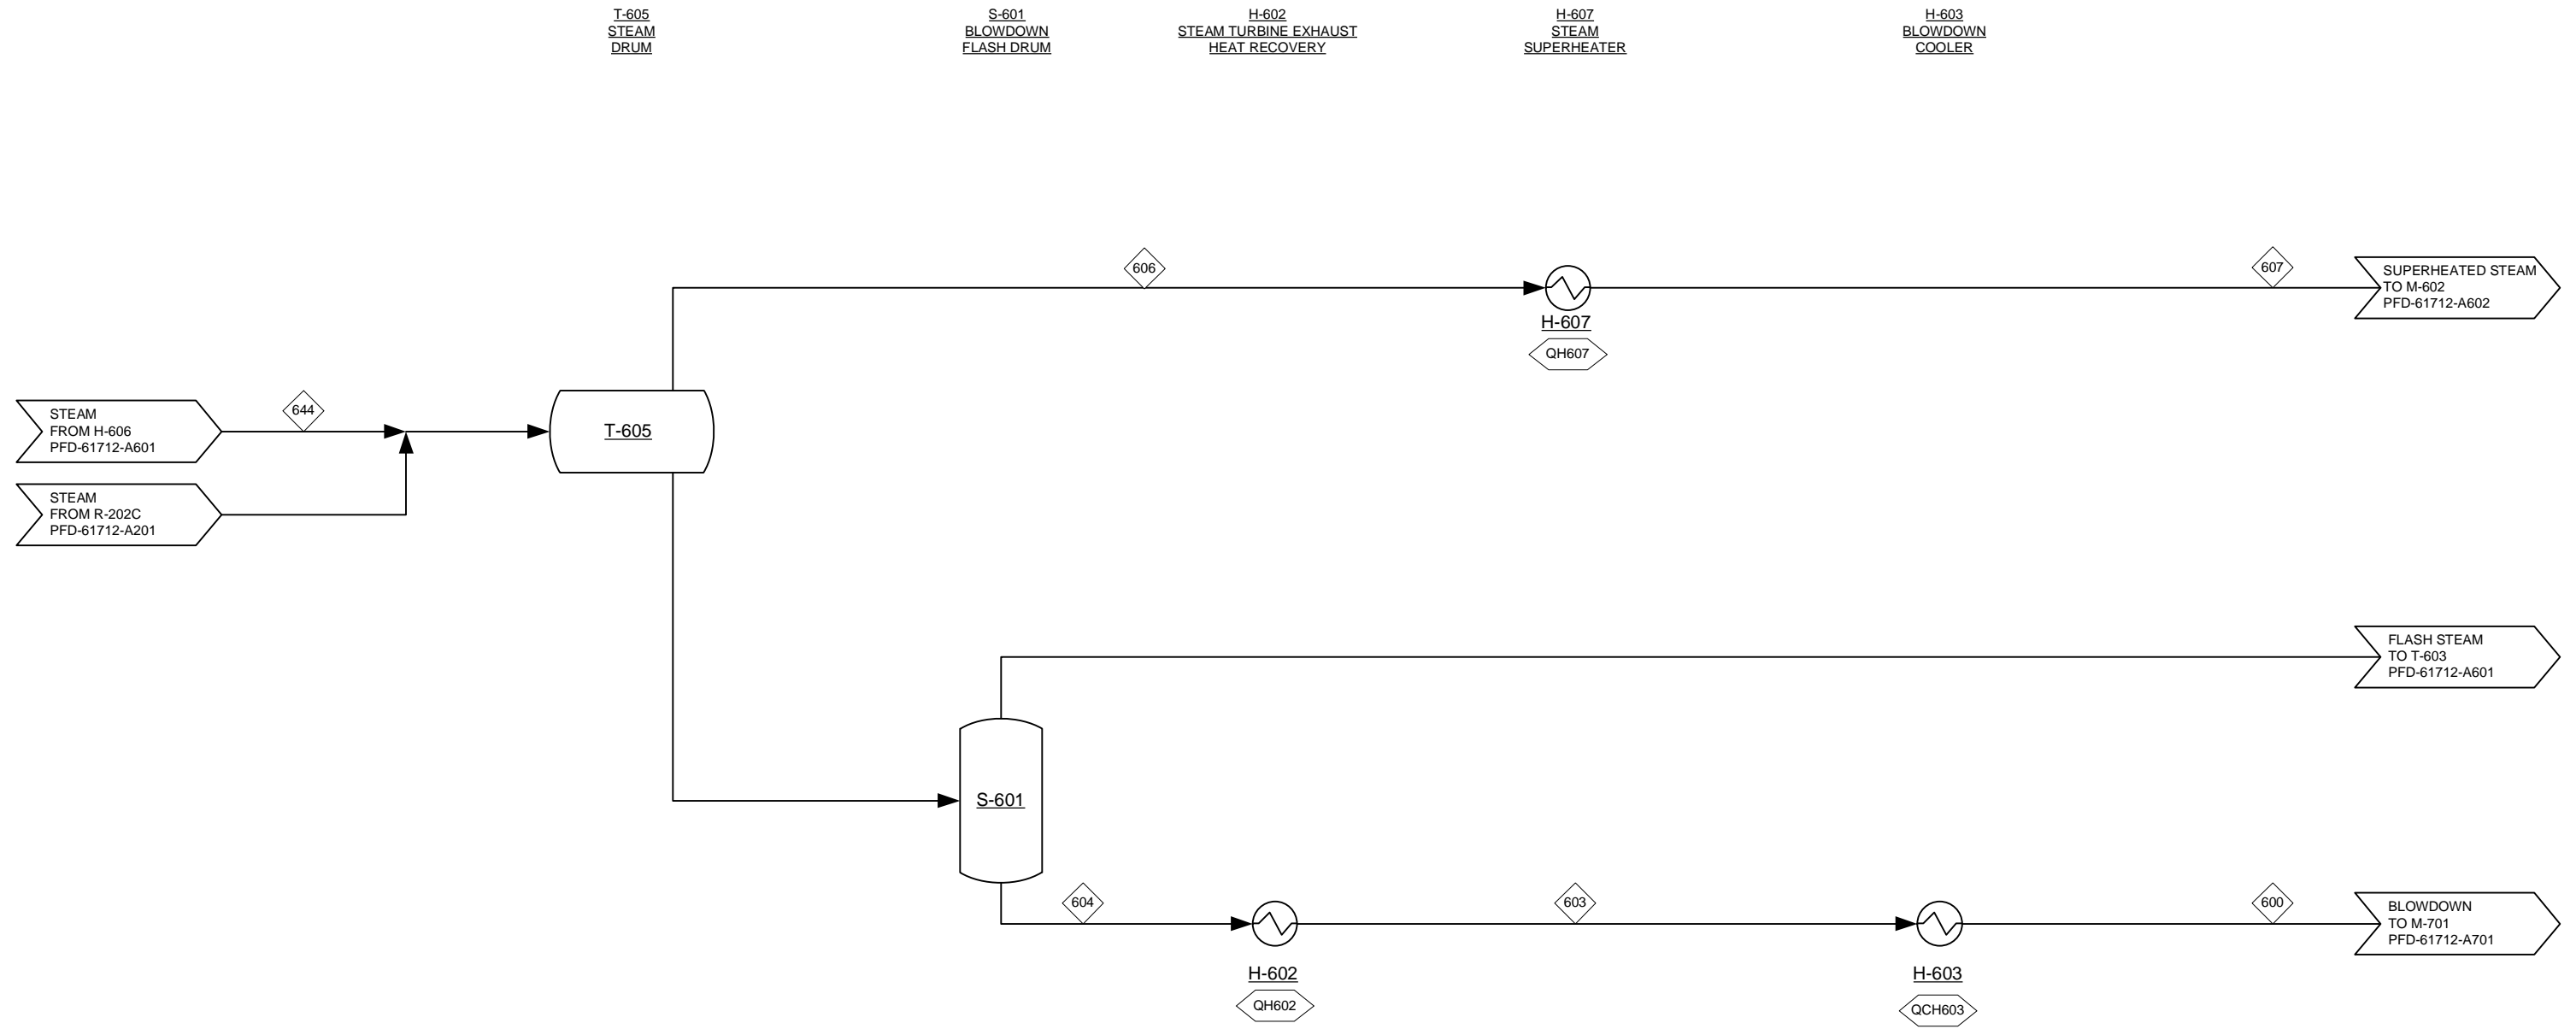 T-605
STEAM
DRUM
S-601
BLOWDOWN
FLASH DRUM
H-602
STEAM TURBINE EXHAUST
HEAT RECOVERY
H-607
STEAM
SUPERHEATER
H-603
BLOWDOWN
COOLER
606
607
SUPERHEATED STEAM
TO M-602
PFD-61712-A602
H-607
QH607
644
STEAM
FROM H-606
PFD-61712-A601
T-605
STEAM
FROM R-202C
PFD-61712-A201
FLASH STEAM
TO T-603
PFD-61712-A601
S-601
604
603
600
BLOWDOWN
TO M-701
PFD-61712-A701
H-602
QH602
H-603
QCH603